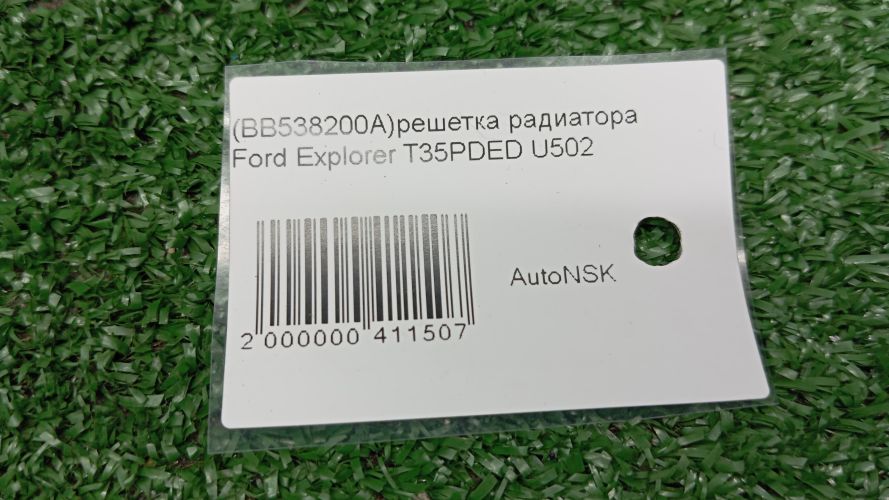 (BB538200A)решетка радиатора
Ford Explorer T35PDED U502
AutoNSK
2 000000 411507